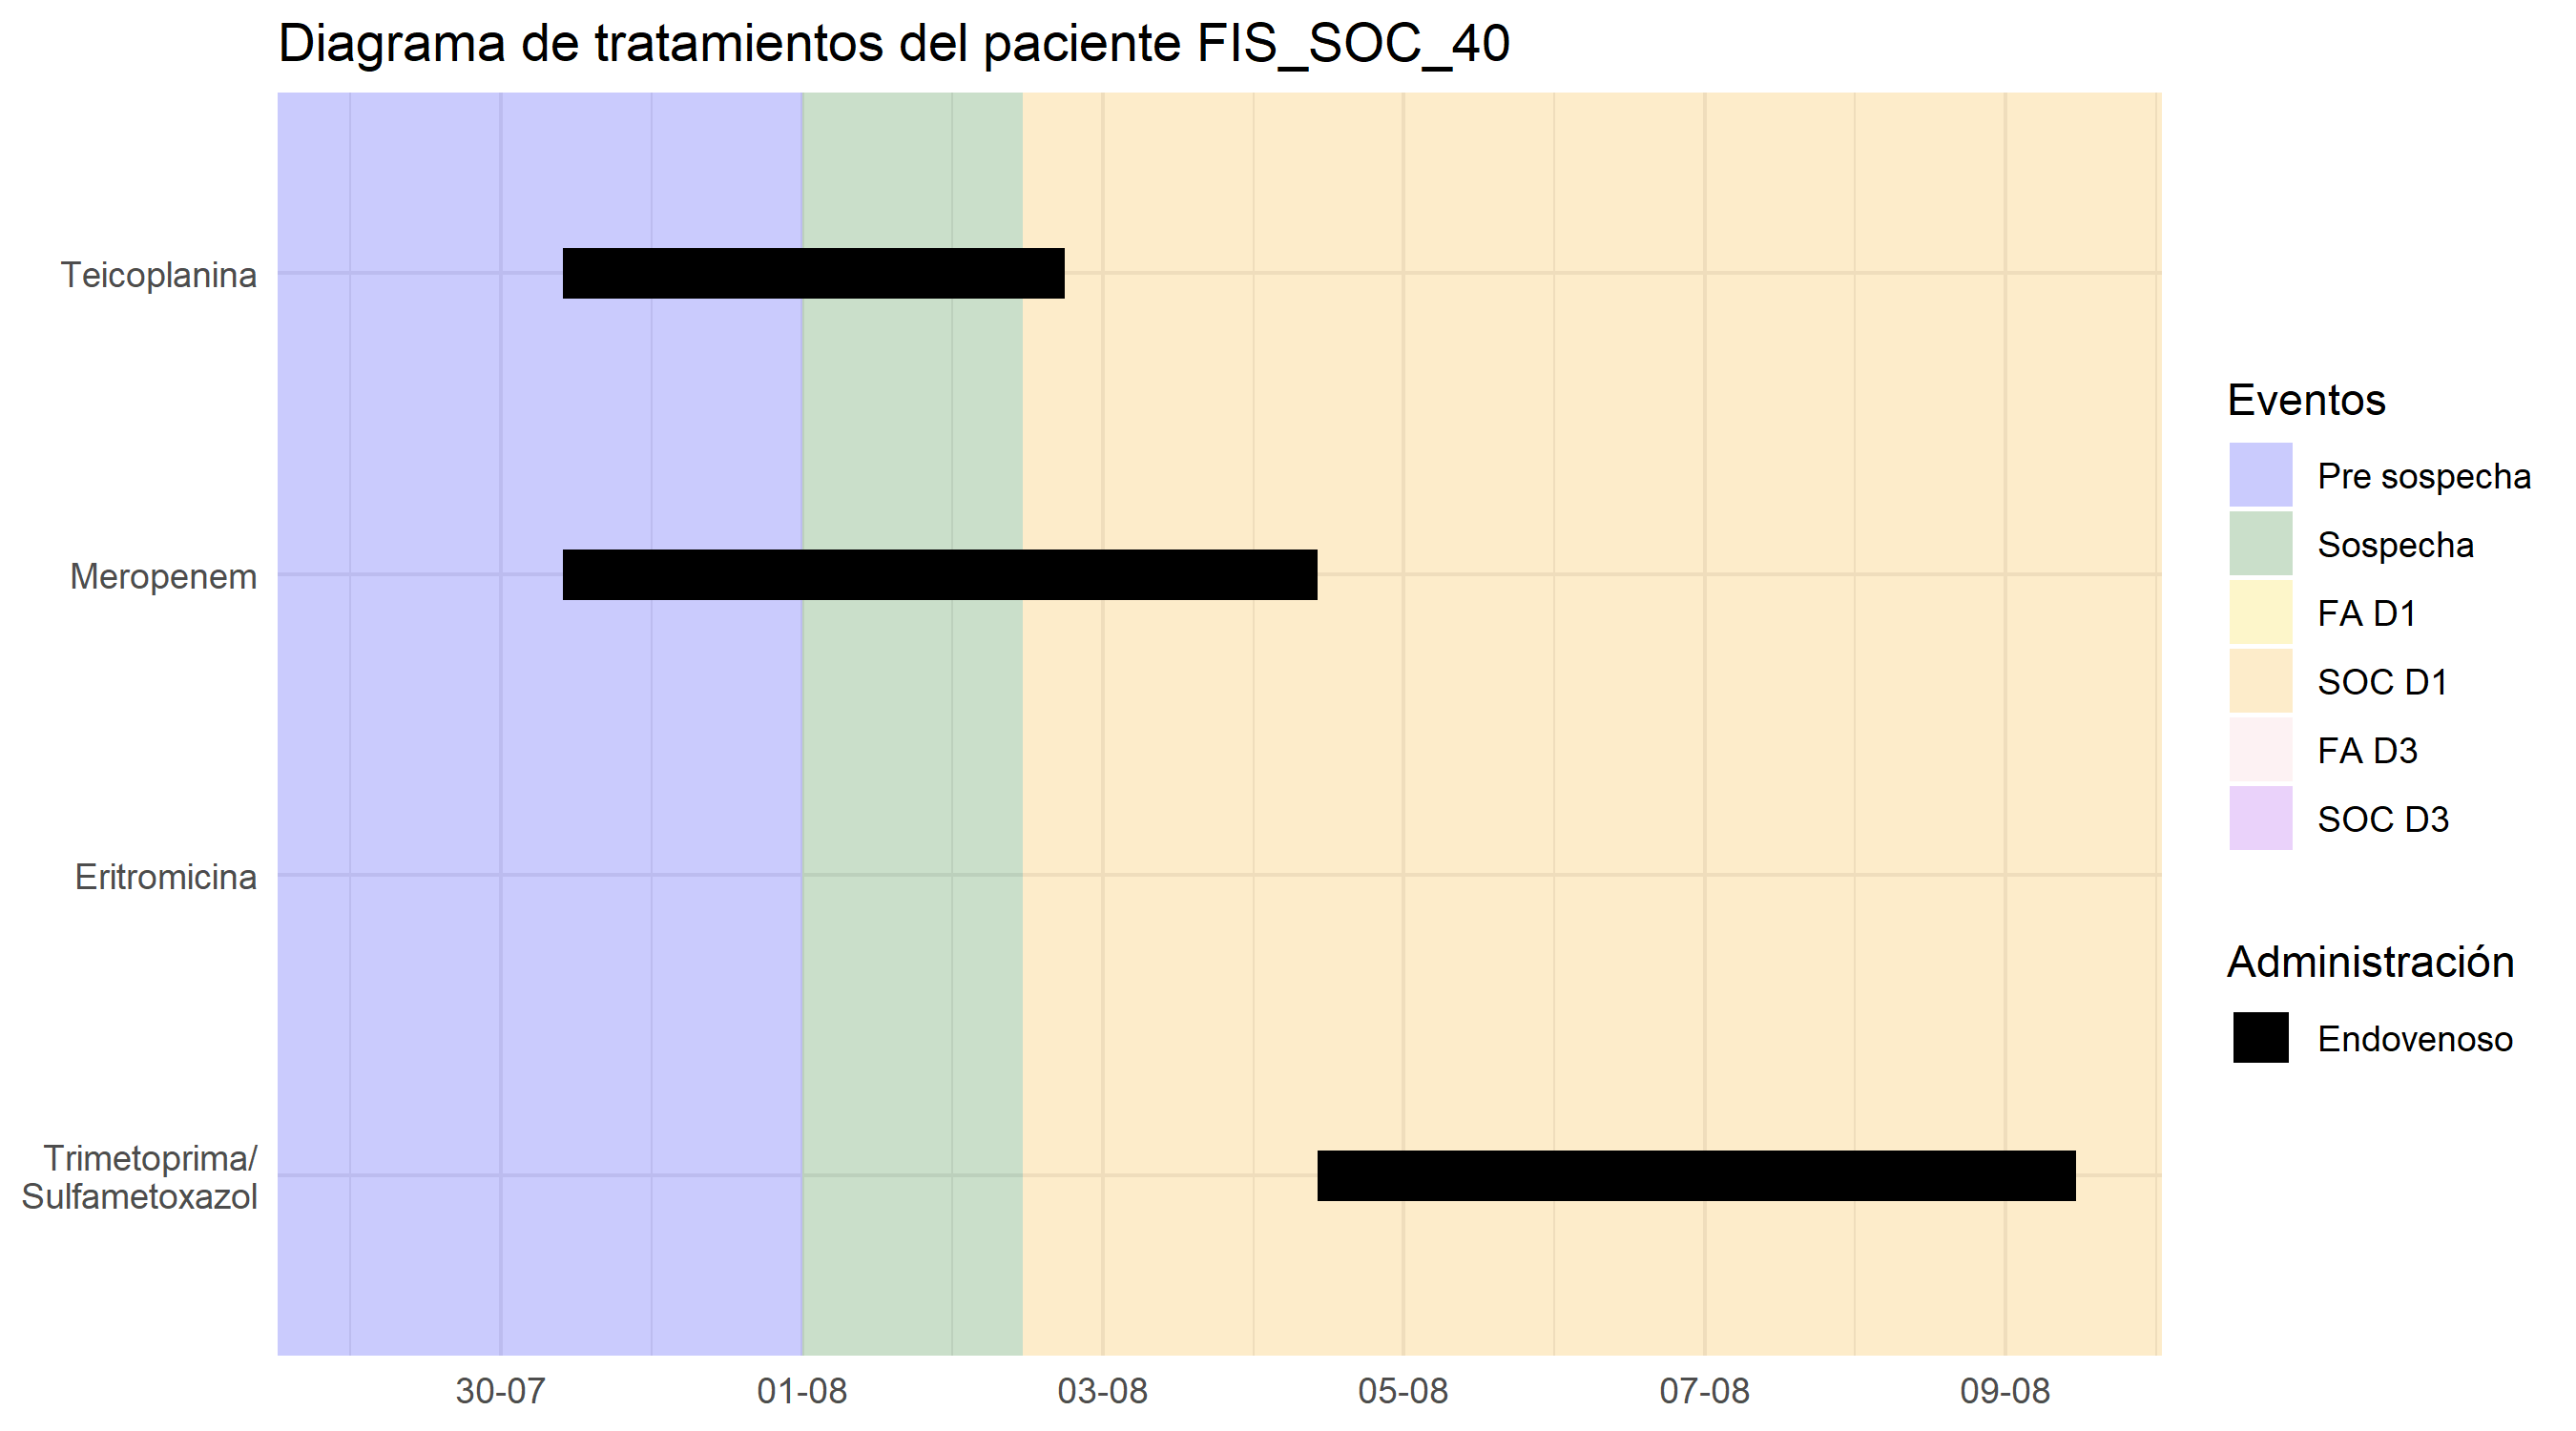 Diagrama de tratamientos del paciente FIS_SOC_40
Teicoplanina
Meropenem
Eritromicina
Trimetoprima/
Sulfametoxazol
30-07
01-08
03-08
05-08
07-08
09-08
Eventos
Pre sospecha
Sospecha
FA D1
SOC D1
FA D3
SOC D3
Administración
Endovenoso